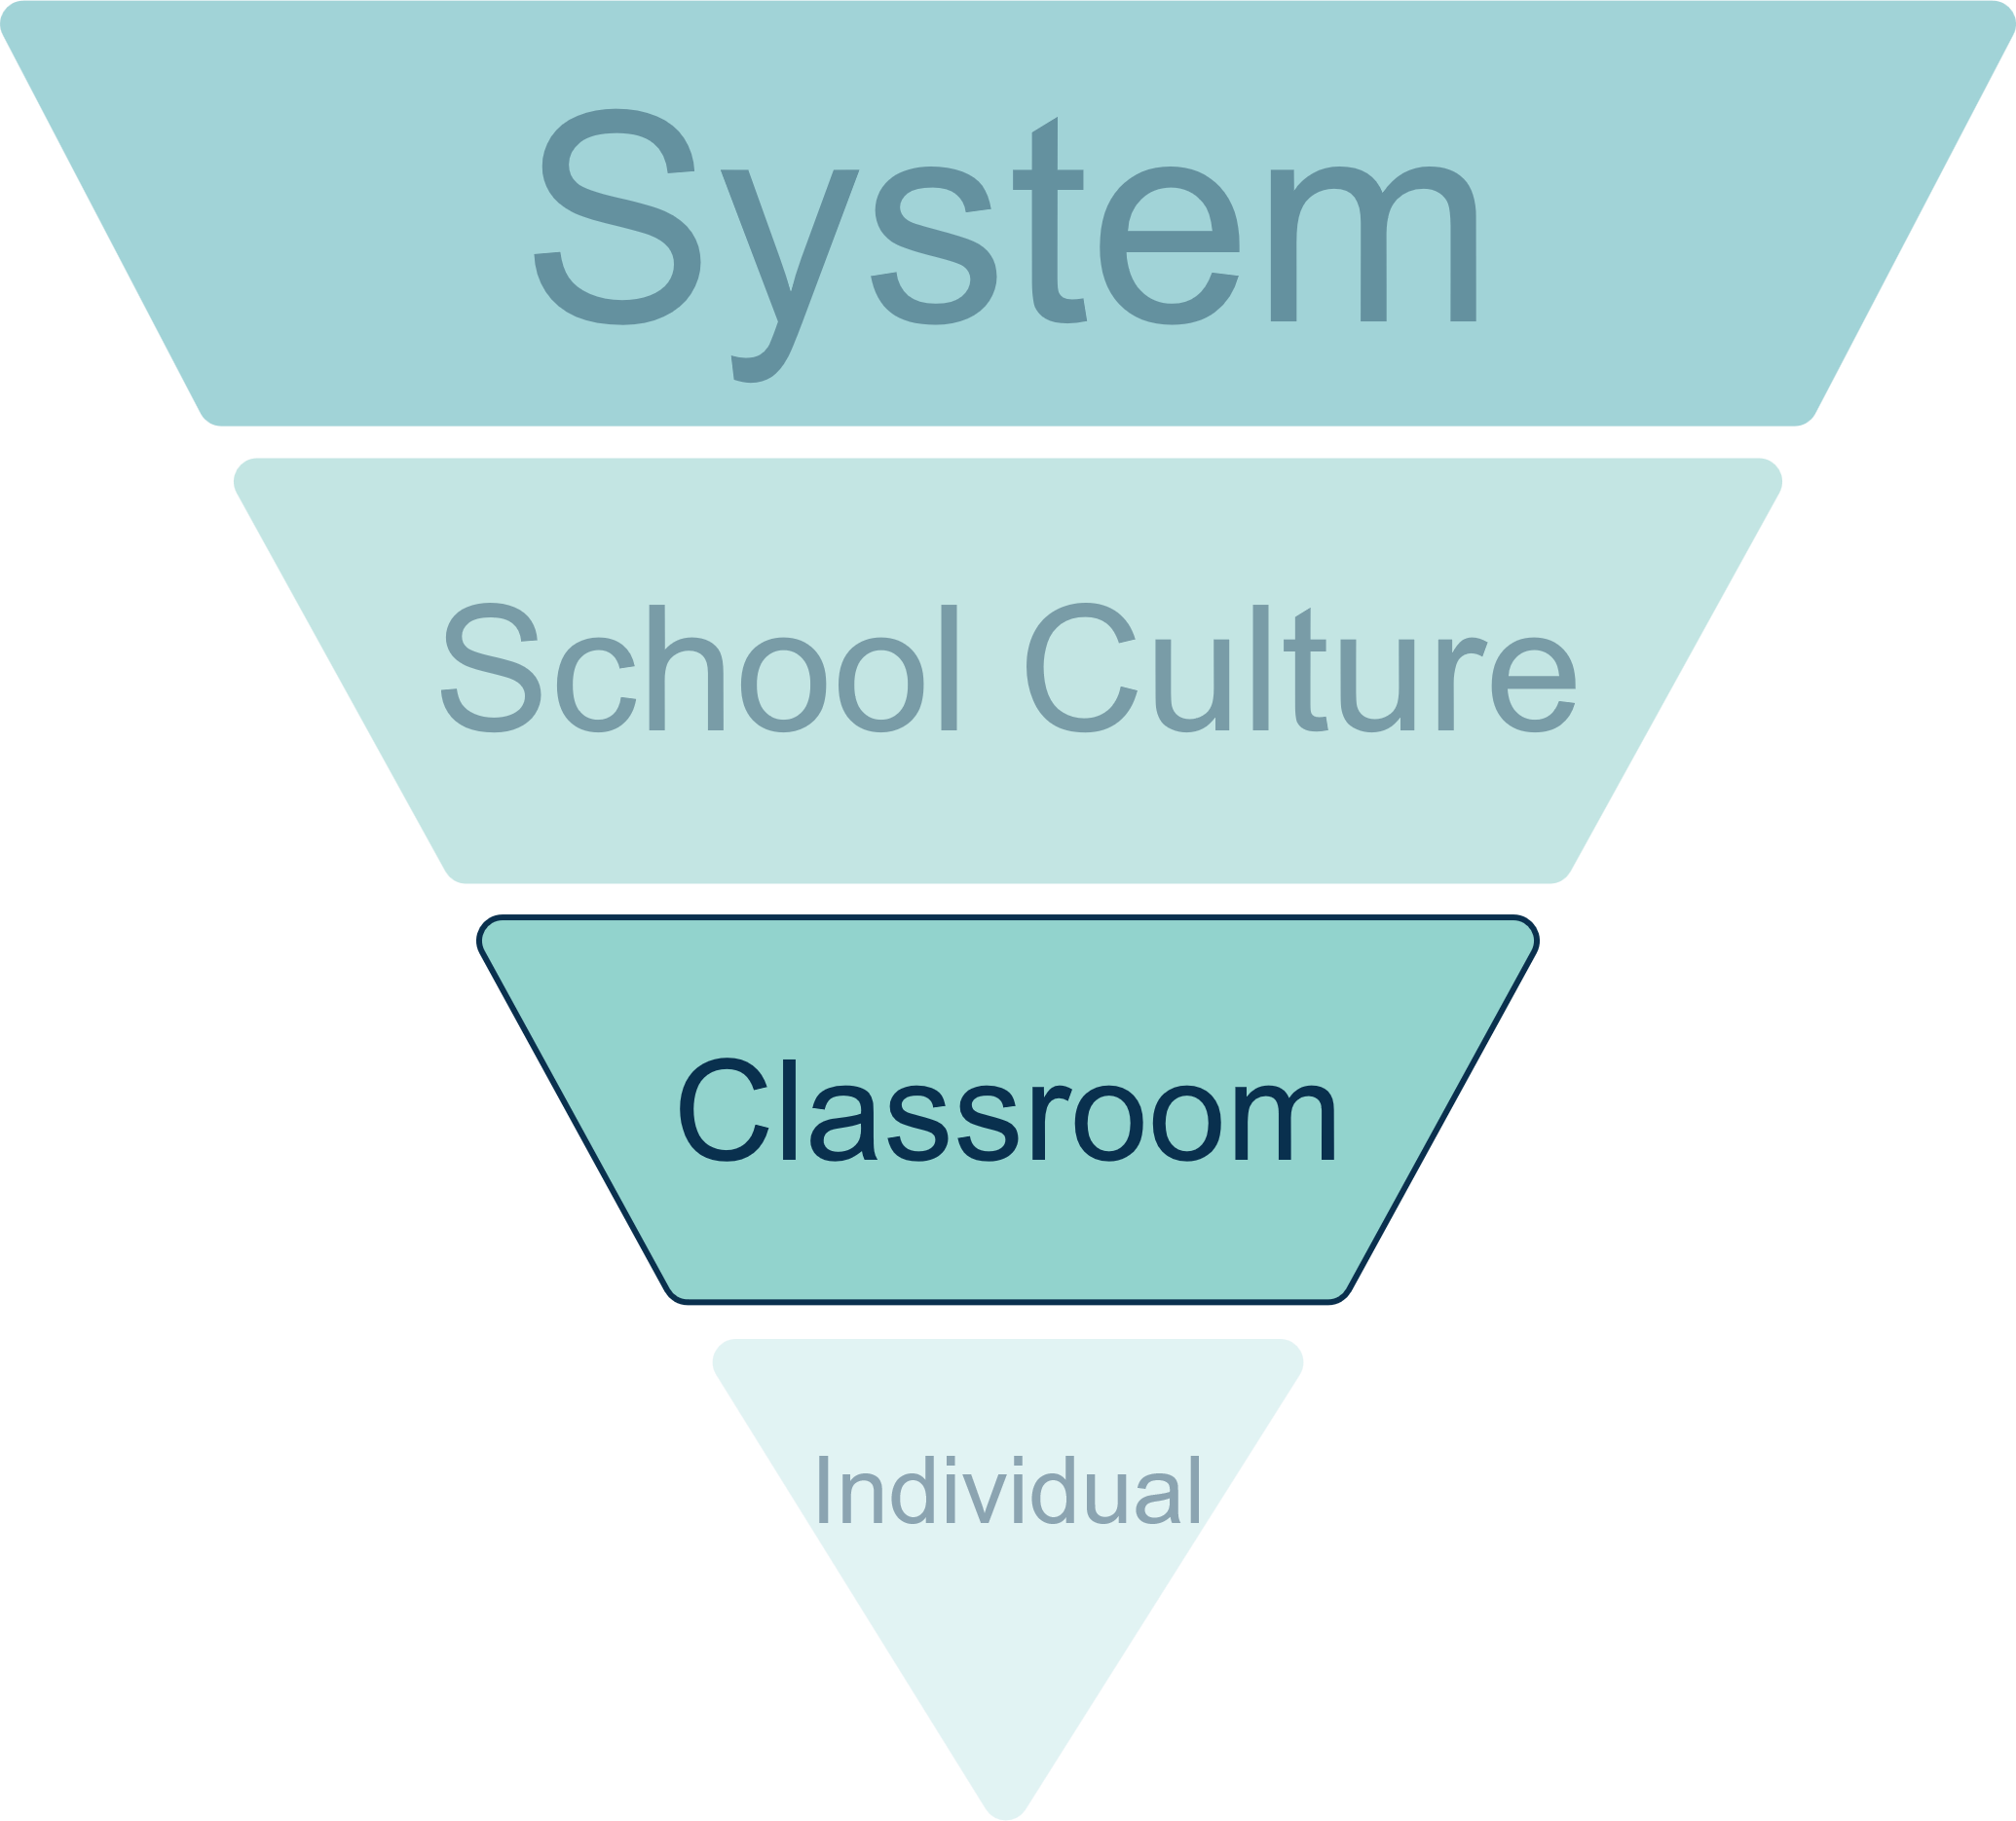 System
School Culture
Classroom
Individual